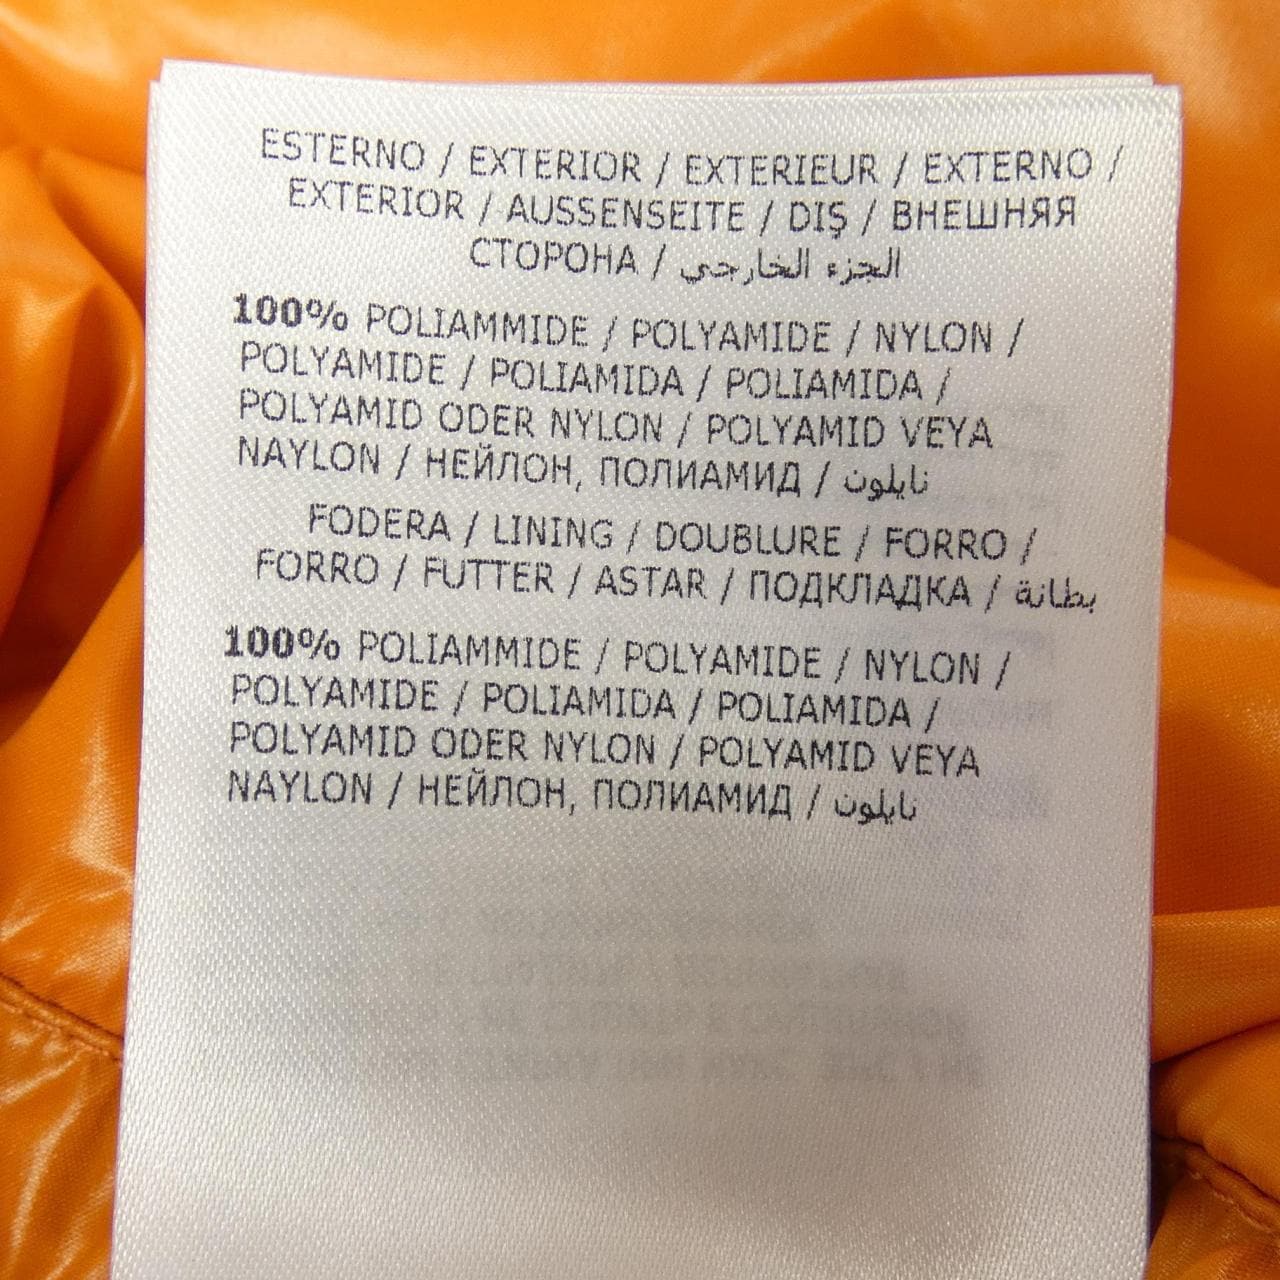 ESTERNO / EXTERIOR / EXTERIEUR / EXTERNO /
EXTERIOR / AUSSENSEITE / DIŞ / ВНЕШНЯЯ
СТОРОНА / الجزء الخارجي
100% POLIAMMIDE / POLYAMIDE / NYLON /
POLYAMIDE / POLIAMIDA / POLIAMIDA /
POLYAMID ODER NYLON / POLYAMID VEYA
NAYLON / НЕЙЛОН, ПОЛИАМИД / نايلون
FODERA / LINING / DOUBLURE / FORRO /
FORRO / FUTTER / ASTAR / ПОДКЛАДКА / بطانة
100% POLIAMMIDE / POLYAMIDE / NYLON /
POLYAMIDE / POLIAMIDA / POLIAMIDA /
POLYAMID ODER NYLON / POLYAMID VEYA
NAYLON / НЕЙЛОН, ПОЛИАМИД / نايلون